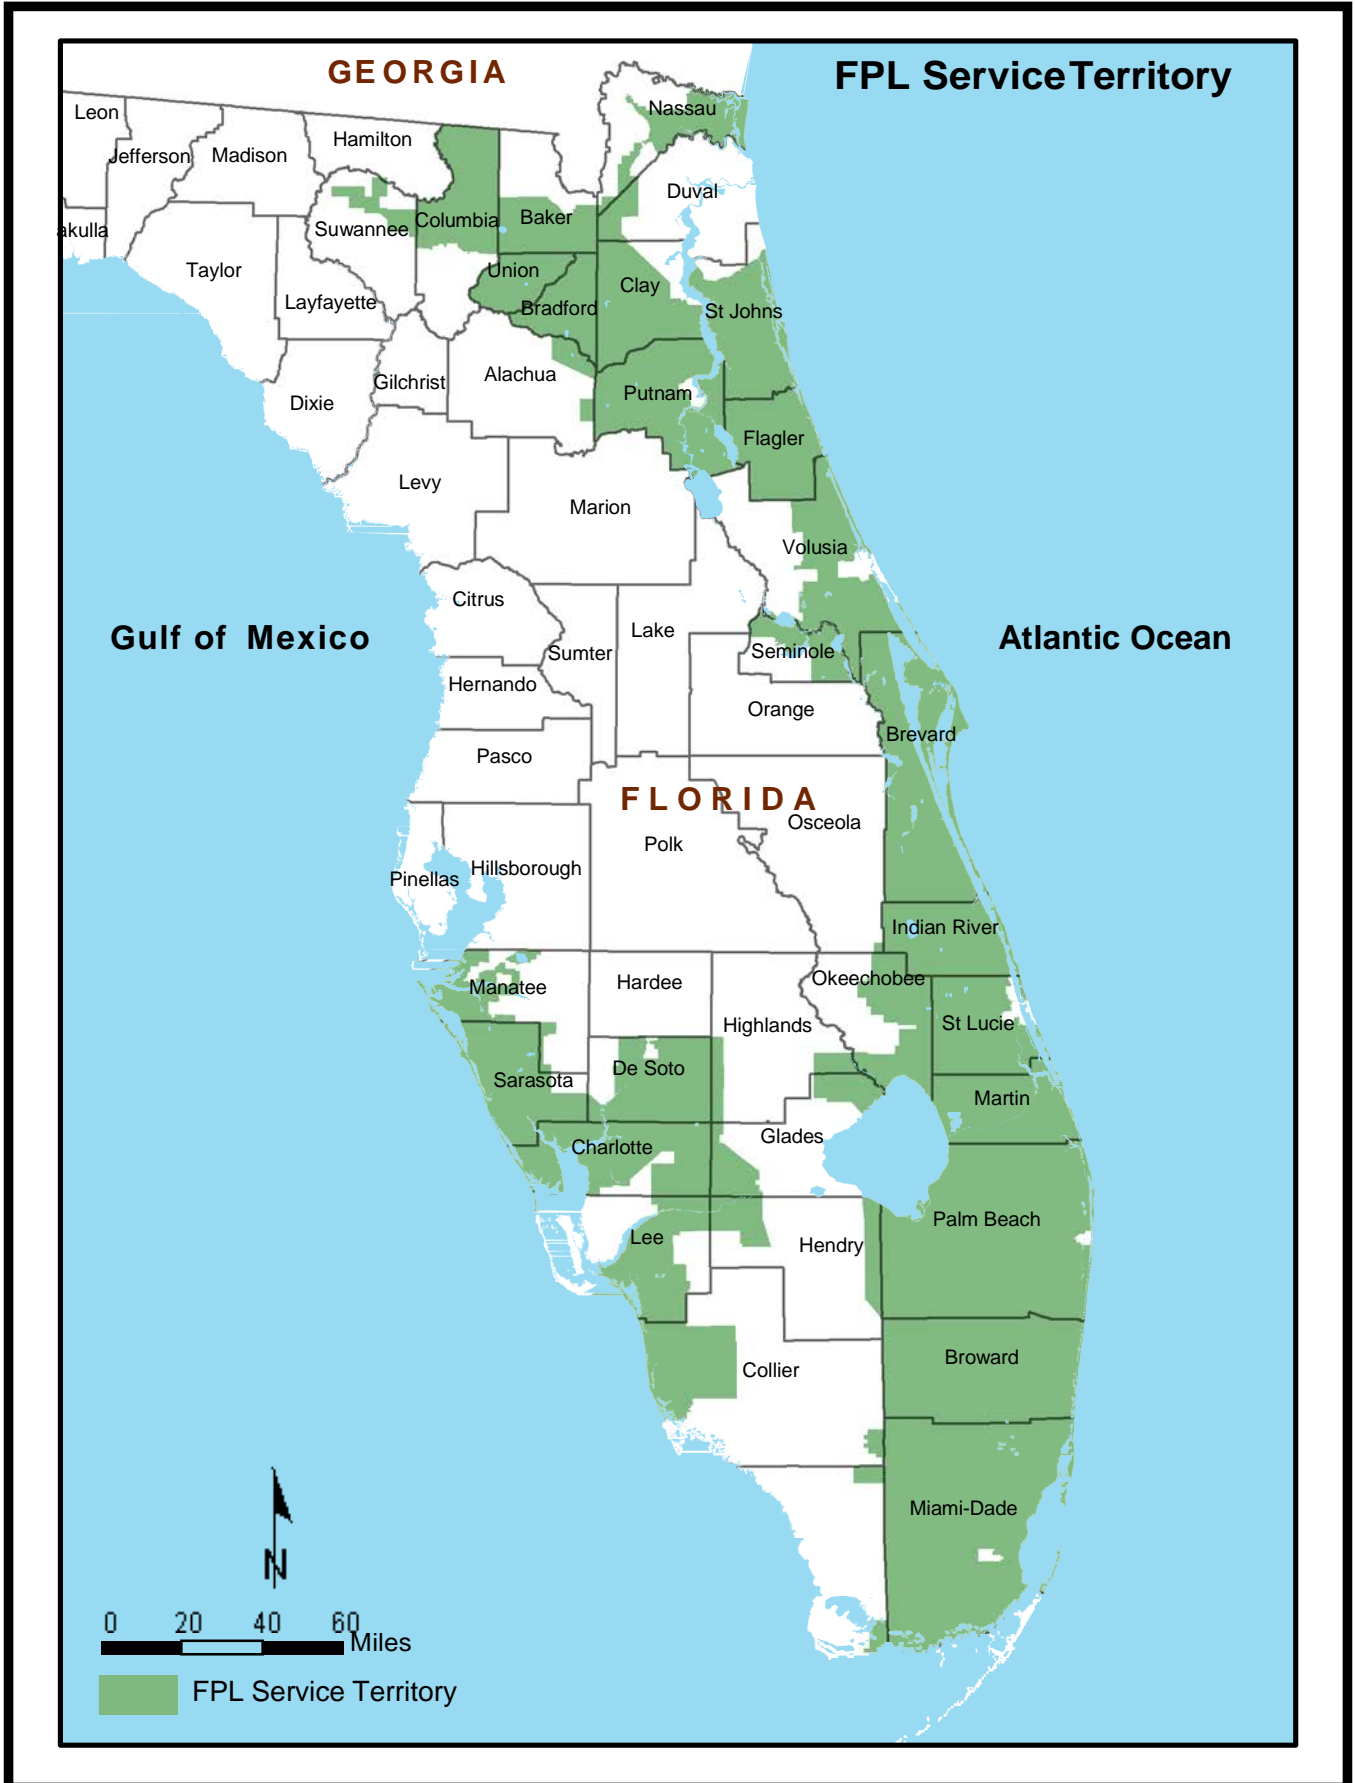 GEORGIA
FPL Service Territory
Leon
Nassau
Hamilton
Jefferson
Madison
Duval
Baker
Columbia
Suwannee
akulla
Taylor
Union
Clay
Layfayette
Bradford
St Johns
Alachua
Gilchrist
Putnam
Dixie
Flagler
Levy
Marion
Volusia
Citrus
Lake
Gulf of Mexico
Atlantic Ocean
Sumter
Seminole
Hernando
Orange
Brevard
Pasco
FLORIDA
Osceola
Polk
Hillsborough
Pinellas
Indian River
Okeechobee
Hardee
Manatee
Highlands
St Lucie
De Soto
Sarasota
Martin
Glades
Charlotte
Palm Beach
Lee
Hendry
Broward
Collier
Miami-Dade
N
0 20 40 60
Miles
FPL Service Territory